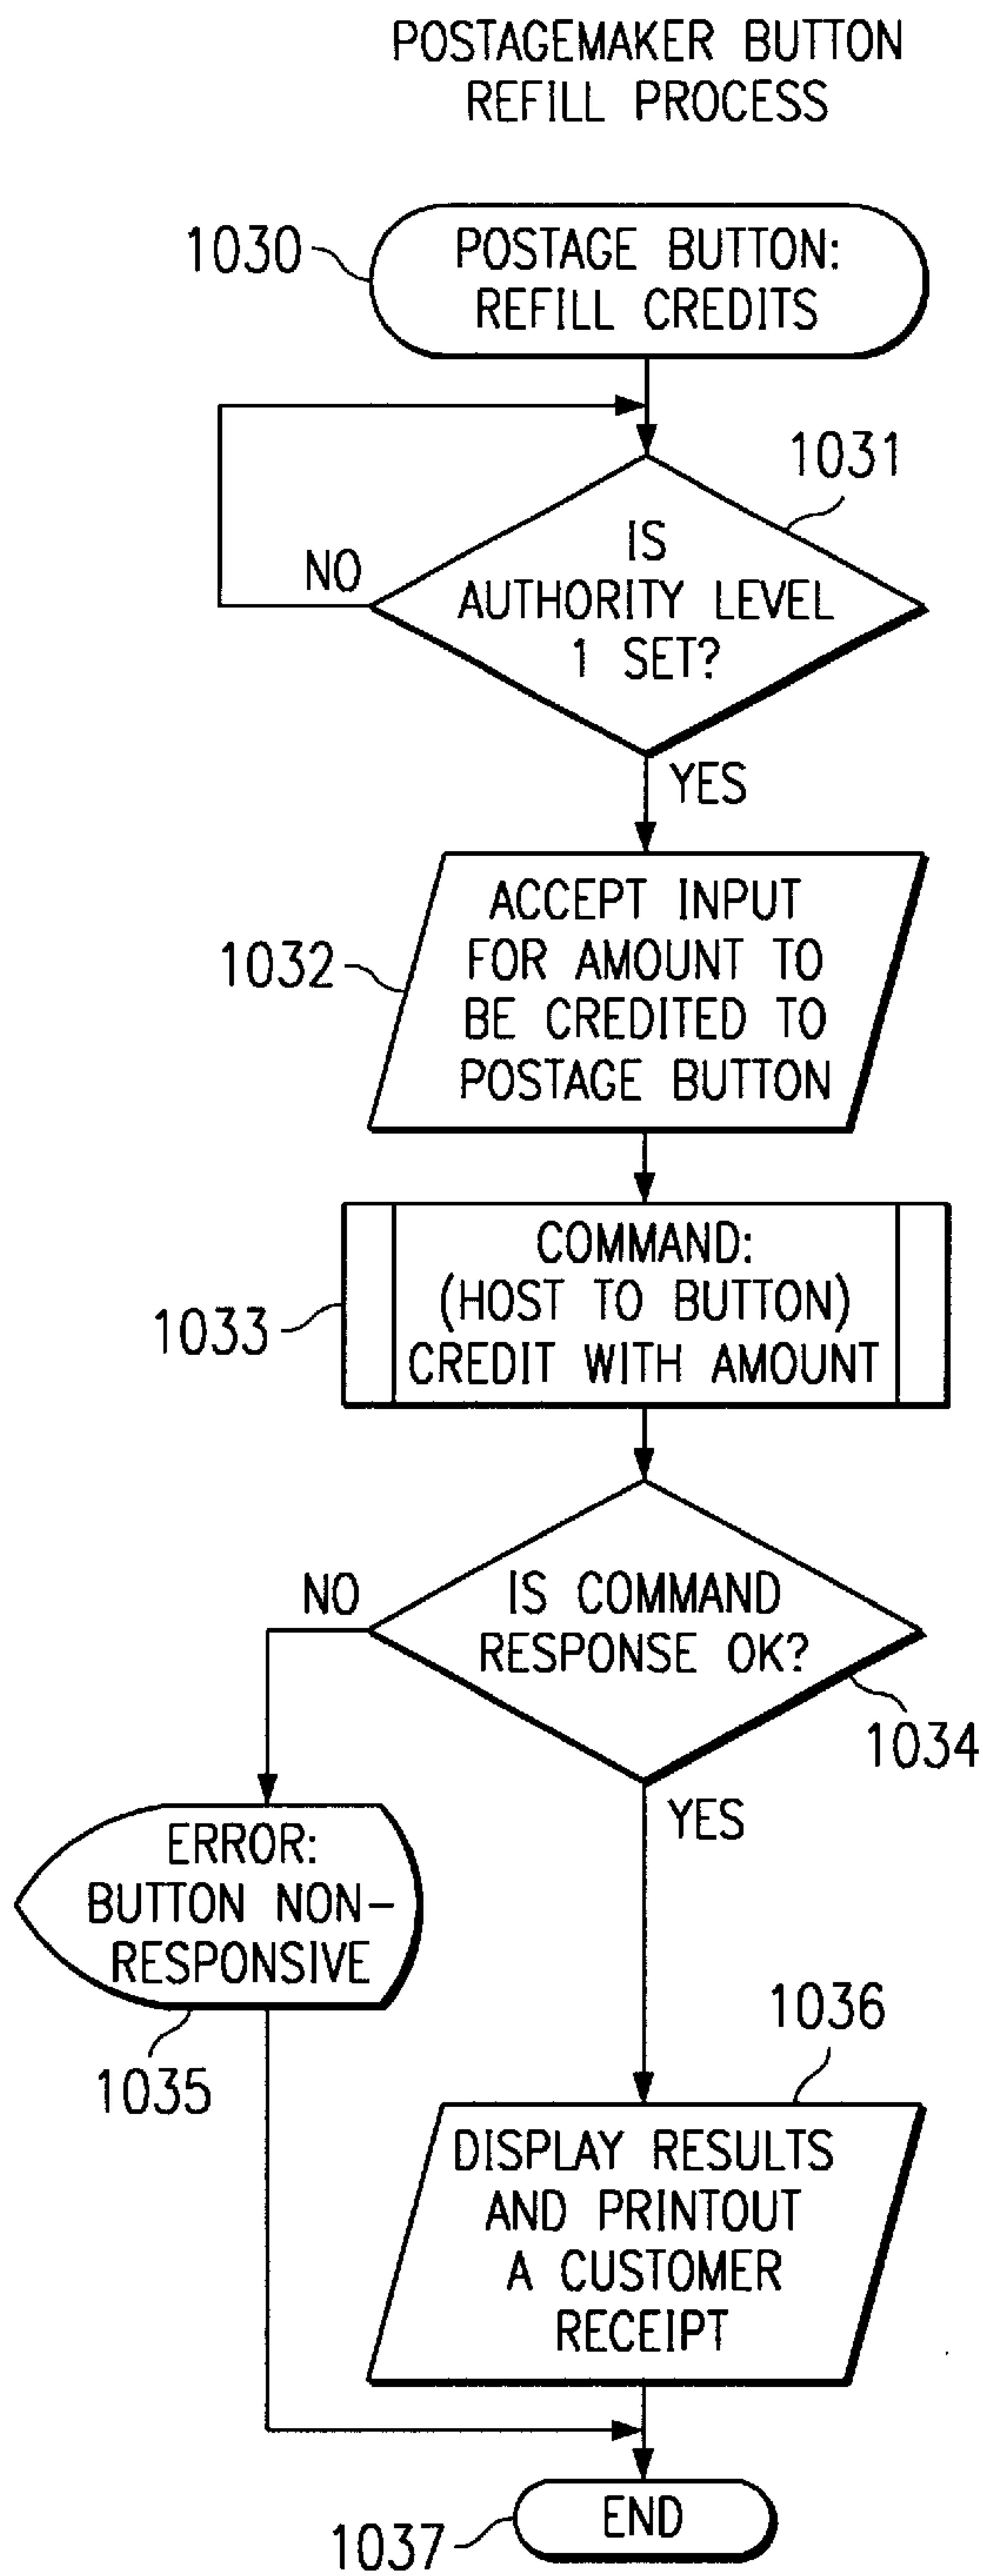 POSTAGEMAKER BUTTON
REFILL PROCESS
1030
POSTAGE BUTTON:
REFILL CREDITS
1031
IS
AUTHORITY LEVEL
1 SET?
NO
YES
1032
ACCEPT INPUT
FOR AMOUNT TO
BE CREDITED TO
POSTAGE BUTTON
1033
COMMAND:
(HOST TO BUTTON)
CREDIT WITH AMOUNT
IS COMMAND
RESPONSE OK?
NO
1034
YES
ERROR:
BUTTON NON-
RESPONSIVE
1035
1036
DISPLAY RESULTS
AND PRINTOUT
A CUSTOMER
RECEIPT
END
1037